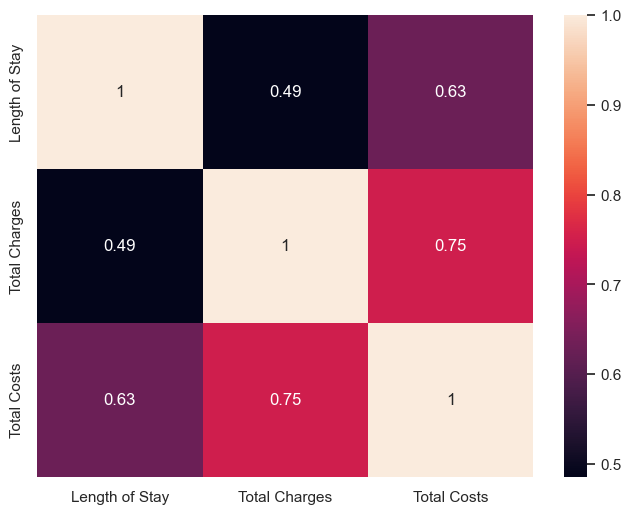 Length of Stay
1
0.49
0.63
Total Charges
0.49
1
0.75
Total Costs
0.63
0.75
1
Length of Stay
Total Charges
Total Costs
1.0
0.9
0.8
0.7
0.6
0.5